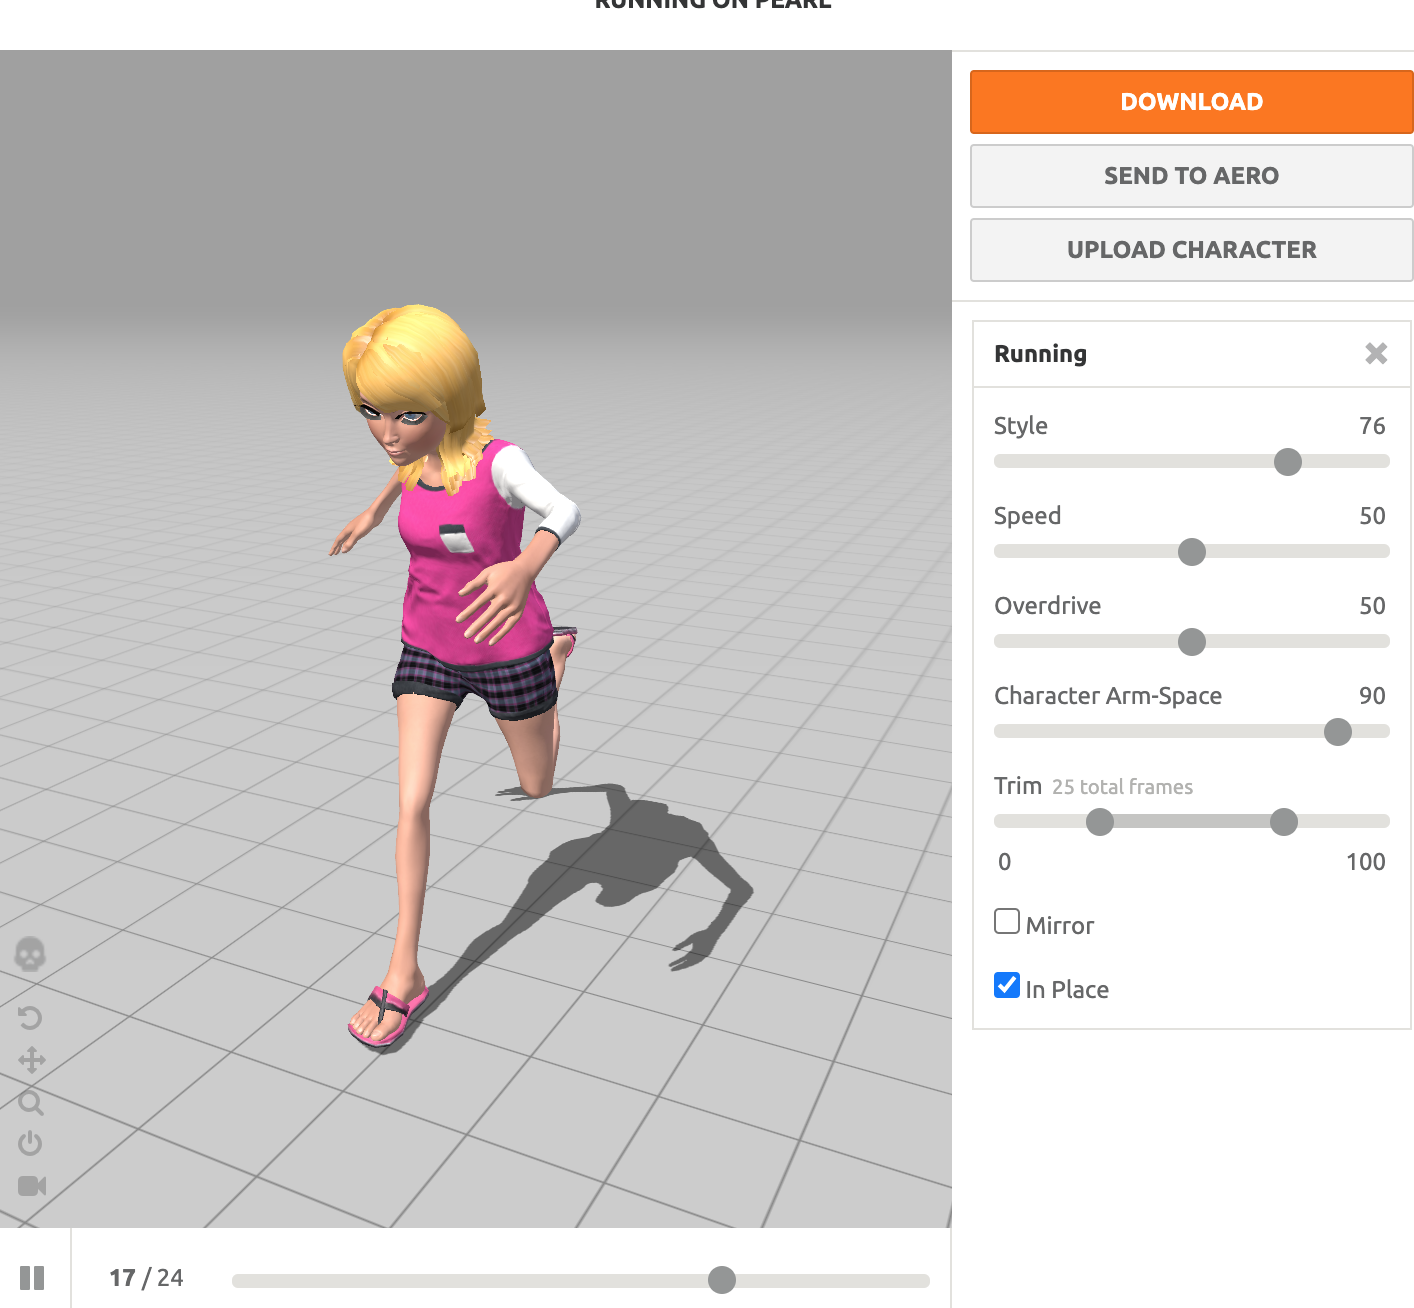 RUNNING ON PEARL
DOWNLOAD
SEND TO AERO
UPLOAD CHARACTER
Running
Style 76
Speed 50
Overdrive 50
Character Arm-Space 90
Trim 25 total frames
0 100
Mirror
In Place
17 / 24